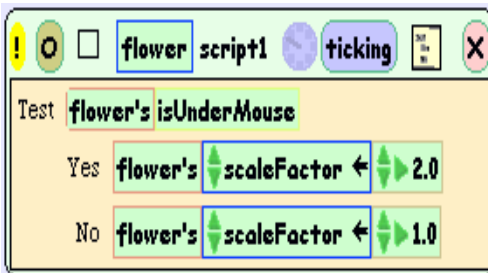 ! O flower script1 ticking X
Test flower's isUnderMouse
Yes flower's scaleFactor ← 2.0
No flower's scaleFactor ← 1.0